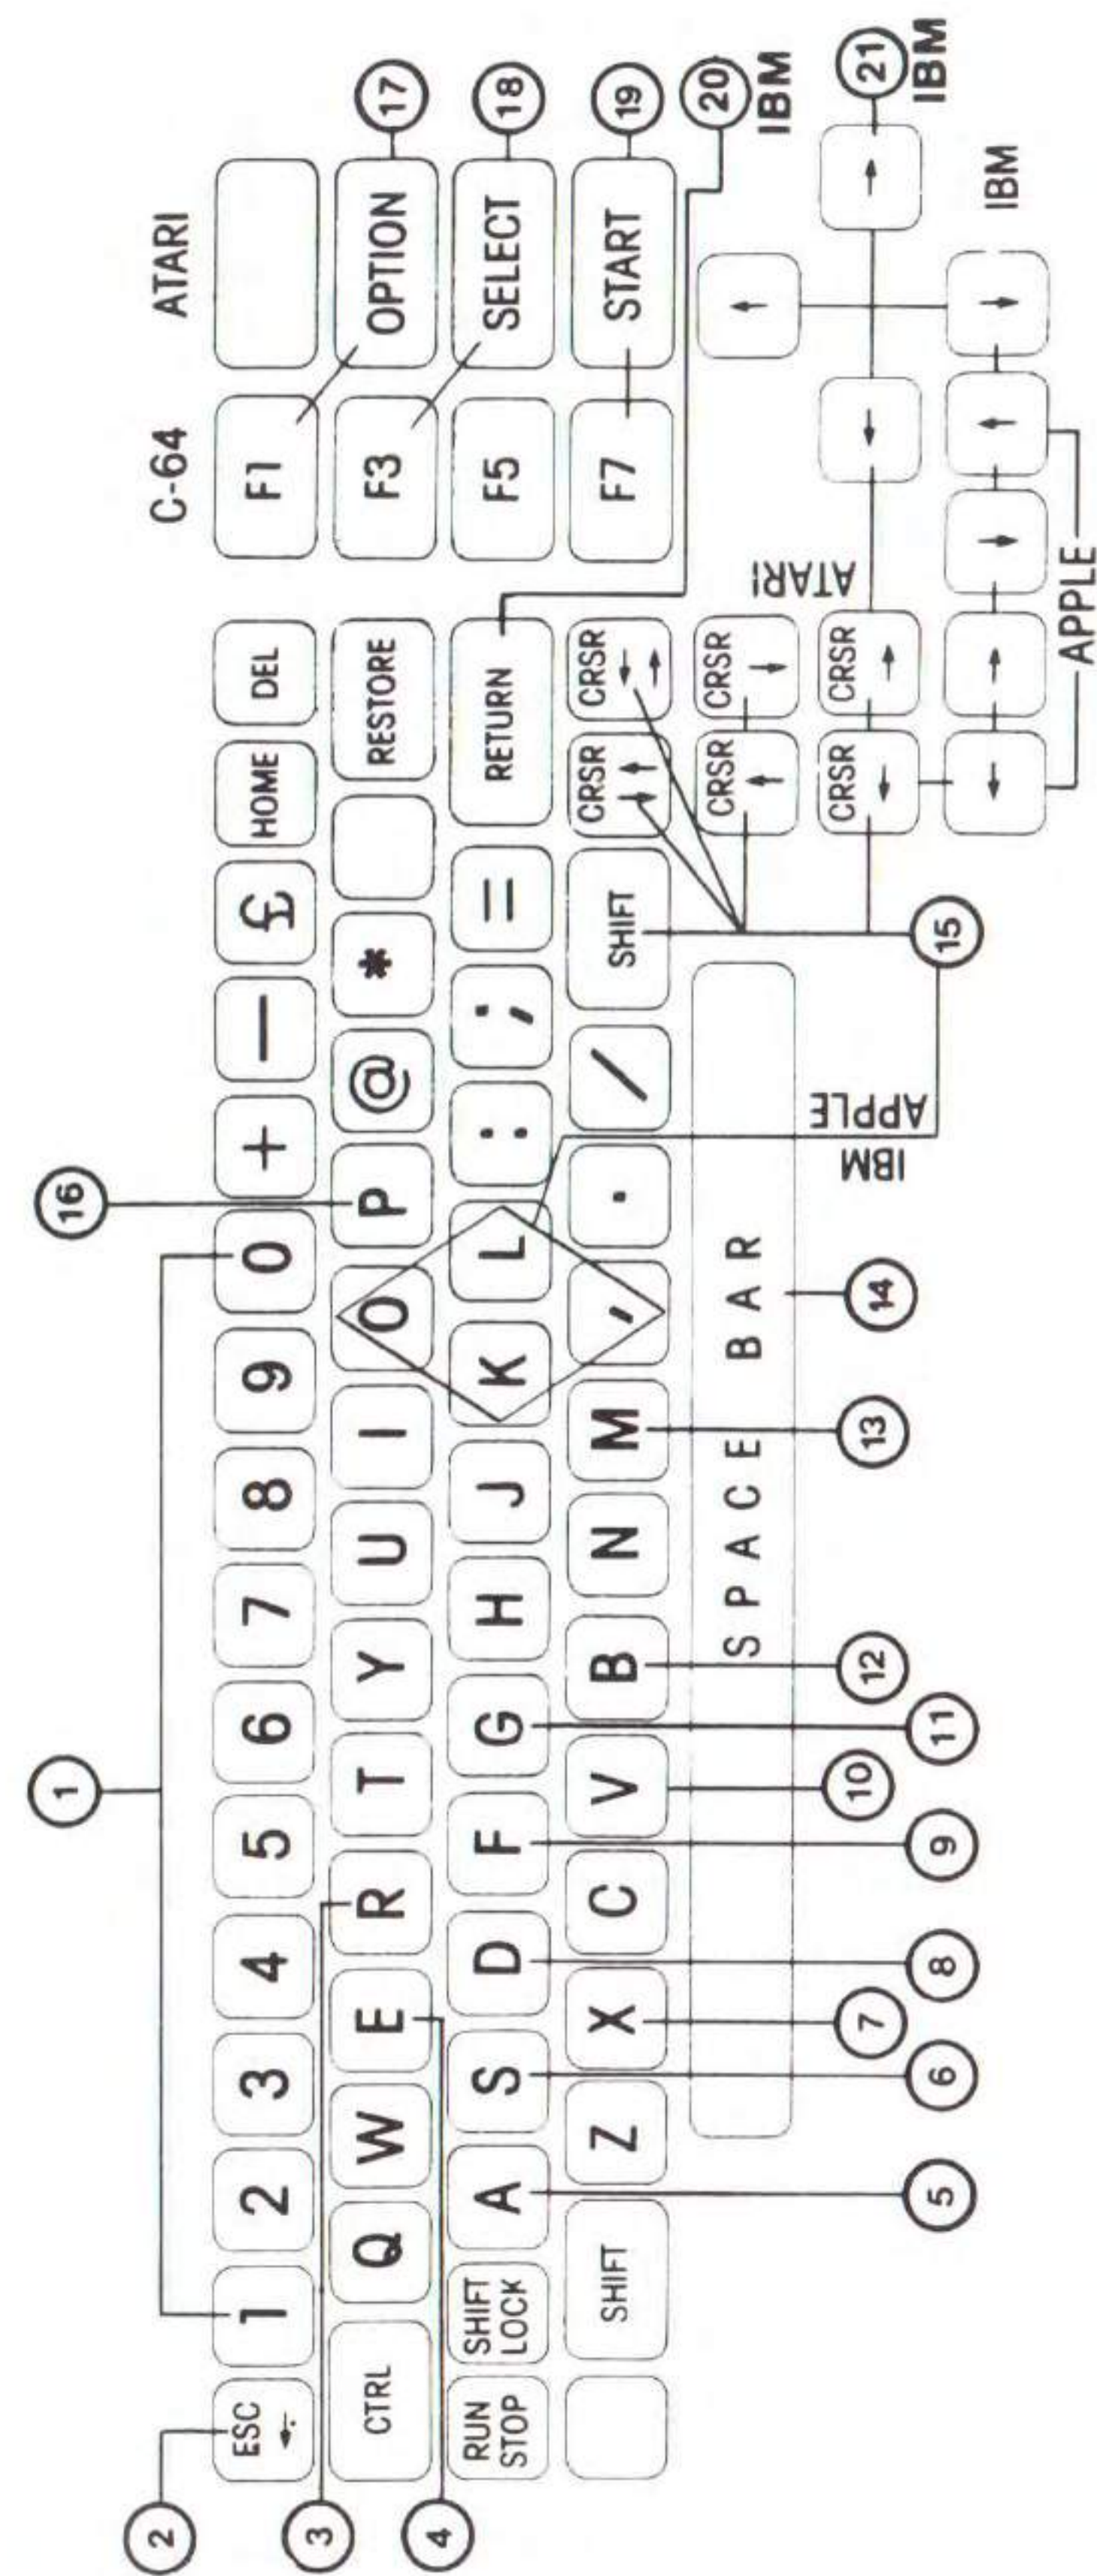 1
16
C-64 ATARI
2
ESC 1 2 3 4 5 6 7 8 9 0 + — £ HOME DEL F1
17
3
CTRL Q W E R T Y U I O P @ * RESTORE F3 OPTION
18
4
RUN STOP SHIFT LOCK A S D F G H J K L : ; = RETURN F5 SELECT
19
SHIFT Z X C V B N M , . / SHIFT CRSR CRSR F7 START
20
IBM
SPACE BAR CRSR CRSR
ATARI
CRSR CRSR
21
IBM
APPLE
IBM
7 10 12 13 14
5 6 8 9 11 15
IBM
APPLE